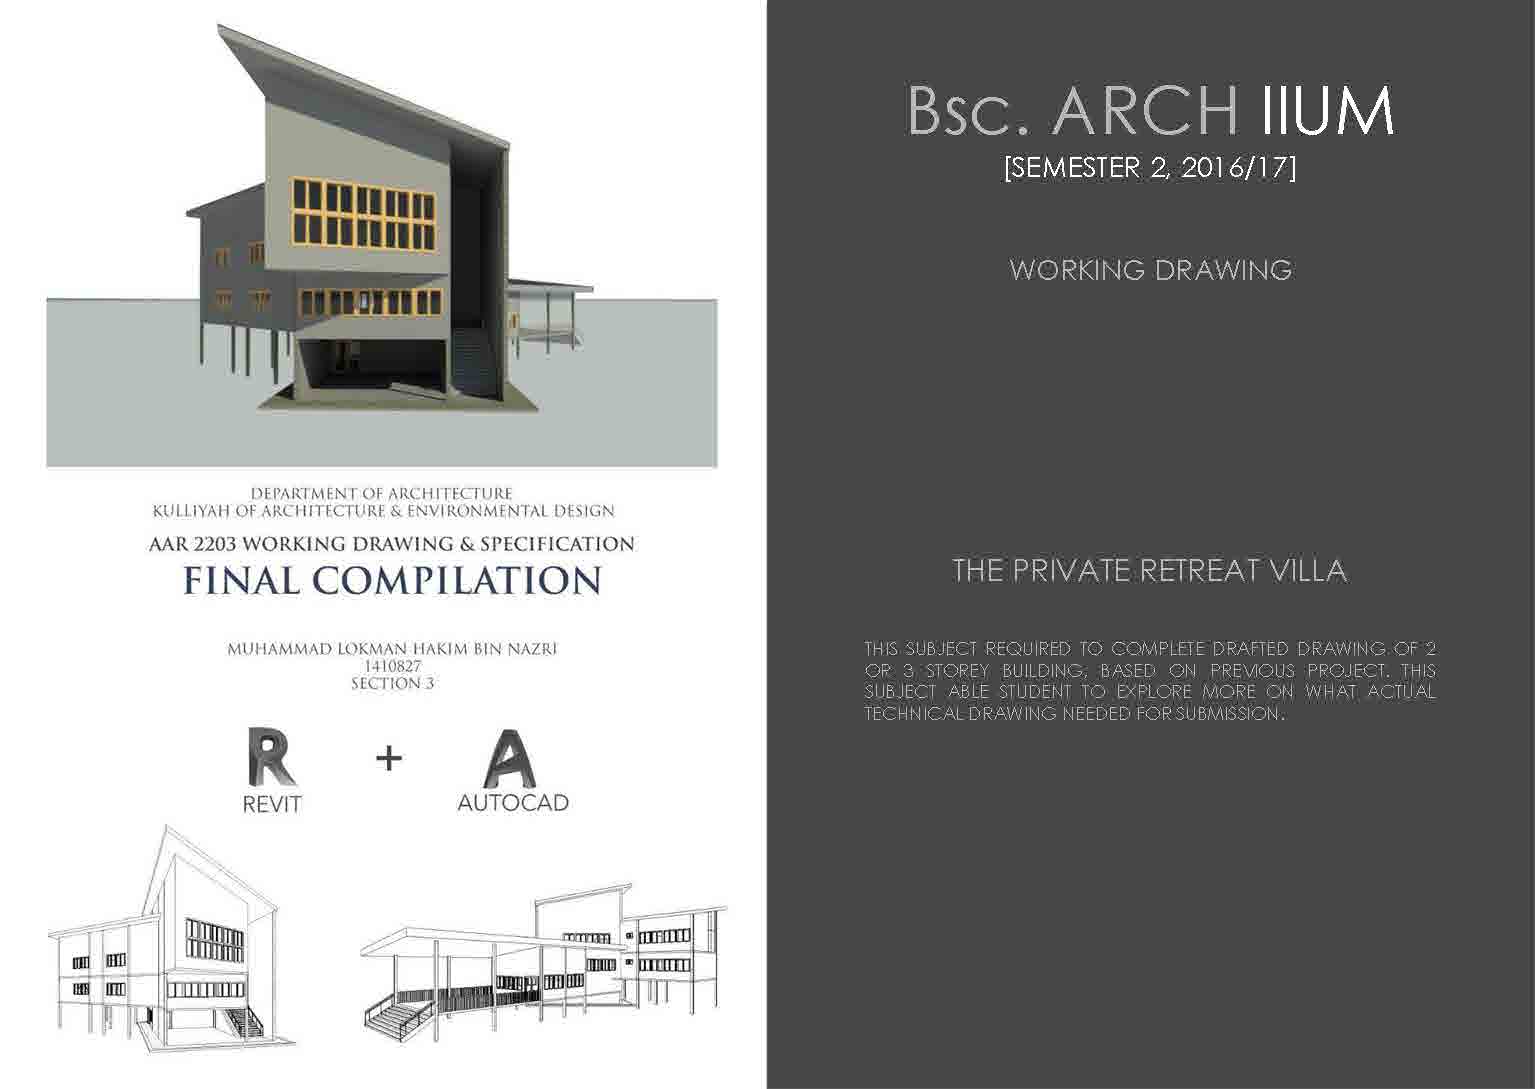 DEPARTMENT OF ARCHITECTURE
KULLIYAH OF ARCHITECTURE & ENVIRONMENTAL DESIGN
AAR 2203 WORKING DRAWING & SPECIFICATION
FINAL COMPILATION
MUHAMMAD LOKMAN HAKIM BIN NAZRI
1410827
SECTION 3
R + A
REVIT AUTOCAD
Bsc. ARCH IIUM
[SEMESTER 2, 2016/17]
WORKING DRAWING
THE PRIVATE RETREAT VILLA
THIS SUBJECT REQUIRED TO COMPLETE DRAFTED DRAWING OF 2
OR 3 STOREY BUILDING, BASED ON PREVIOUS PROJECT. THIS
SUBJECT ABLE STUDENT TO EXPLORE MORE ON WHAT ACTUAL
TECHNICAL DRAWING NEEDED FOR SUBMISSION.